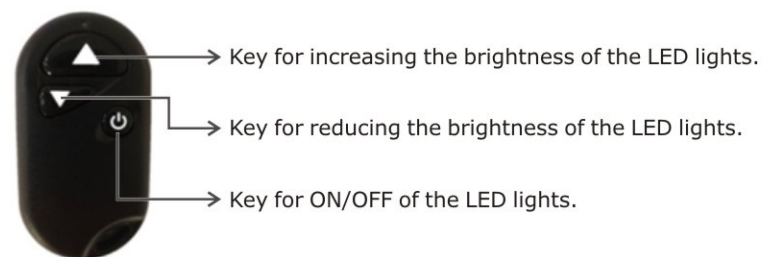 Key for increasing the brightness of the LED lights.
Key for reducing the brightness of the LED lights.
Key for ON/OFF of the LED lights.